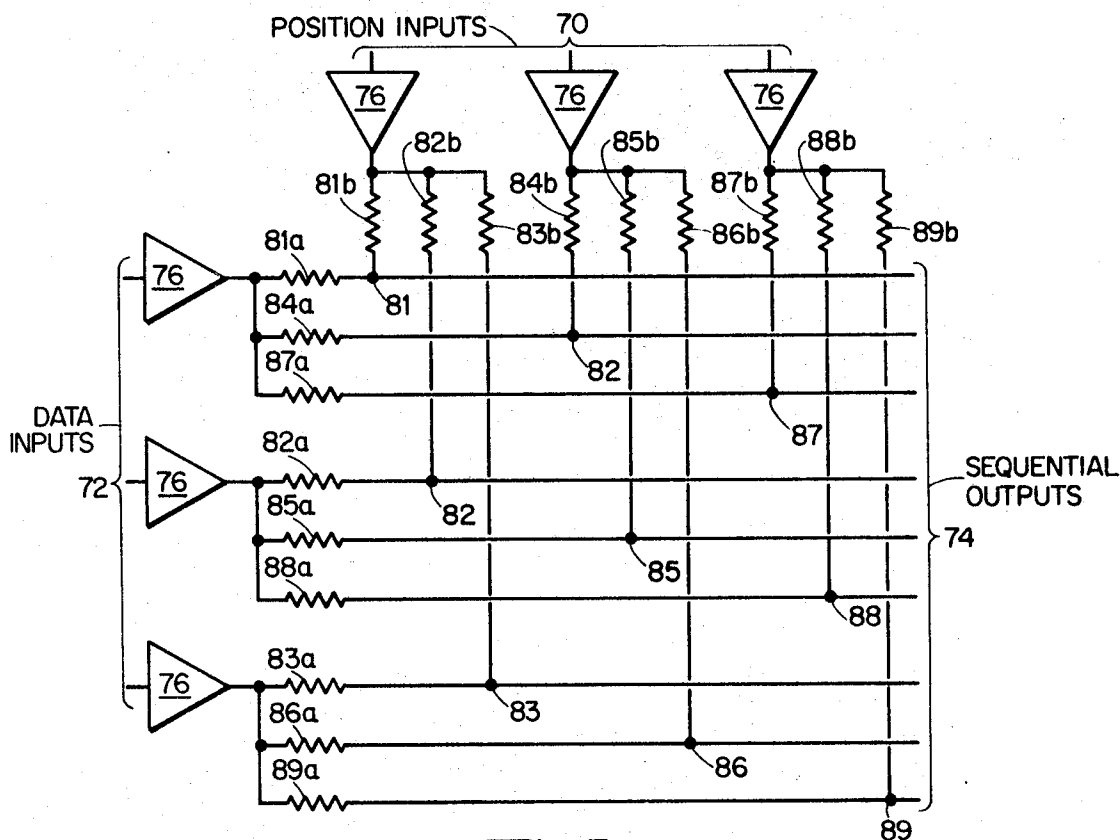 POSITION INPUTS 70
76 76 76
82b 85b 88b
81b 84b 87b
83b 86b 89b
81a
76
81
84a
82
87a
87
DATA
INPUTS
72
82a
76
82
85a
85
88a
88
SEQUENTIAL
OUTPUTS
74
83a
76
83
86a
86
89a
89